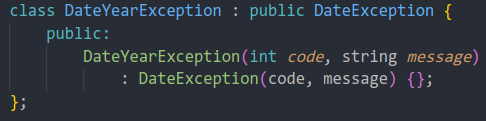 class DateYearException : public DateException {
    public:
        DateYearException(int code, string message)
            : DateException(code, message) {};
};